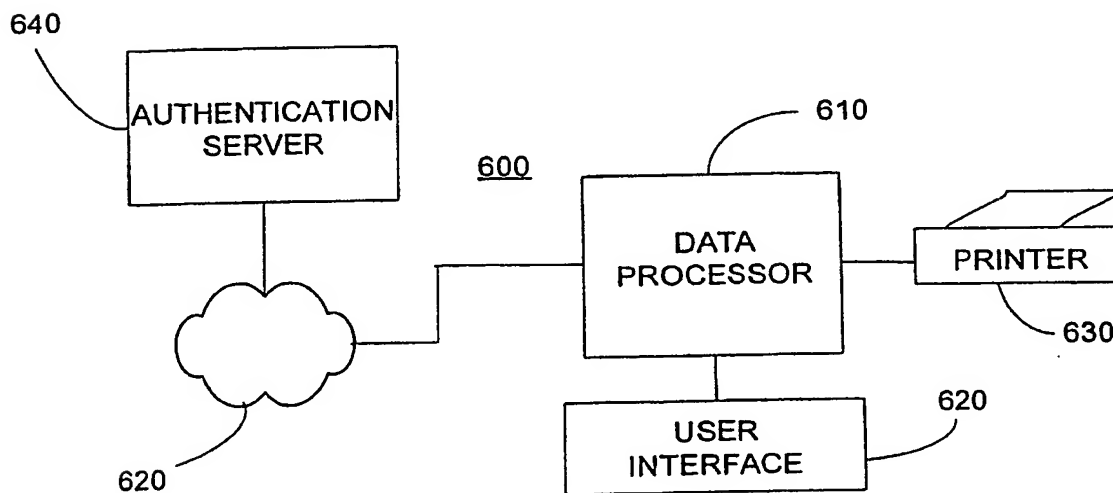 640
AUTHENTICATION
SERVER
610
600
DATA
PROCESSOR
PRINTER
630
620
USER
INTERFACE
620